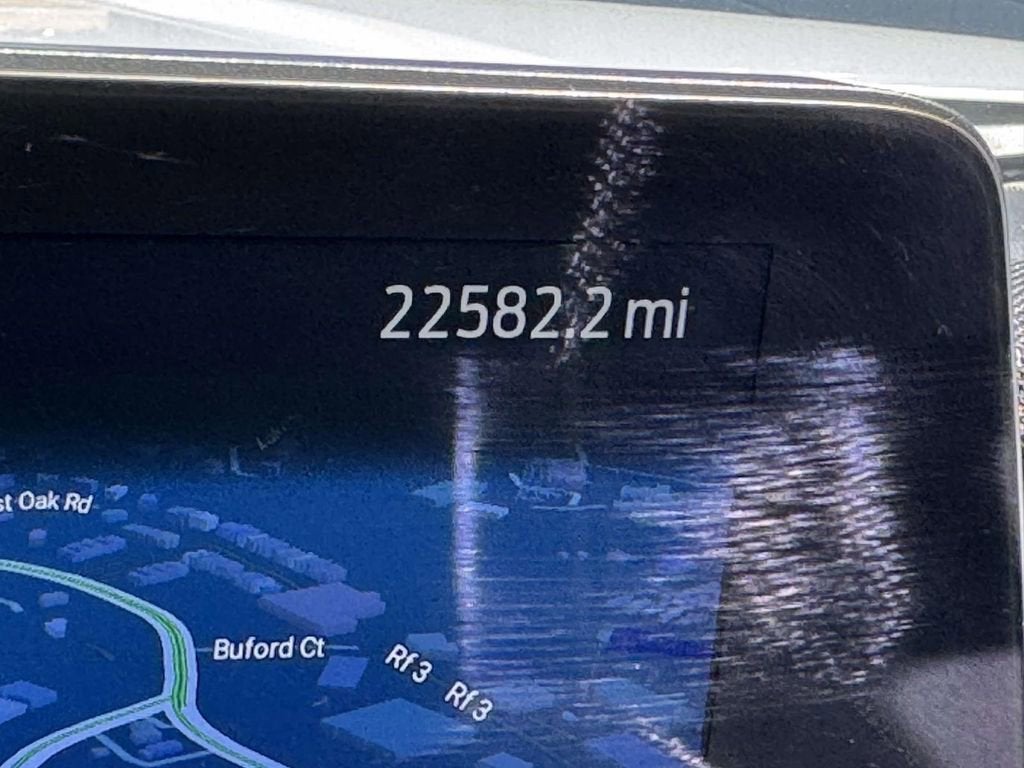 22582.2 mi
st Oak Rd
Buford Ct
Rf 3
Rf 3